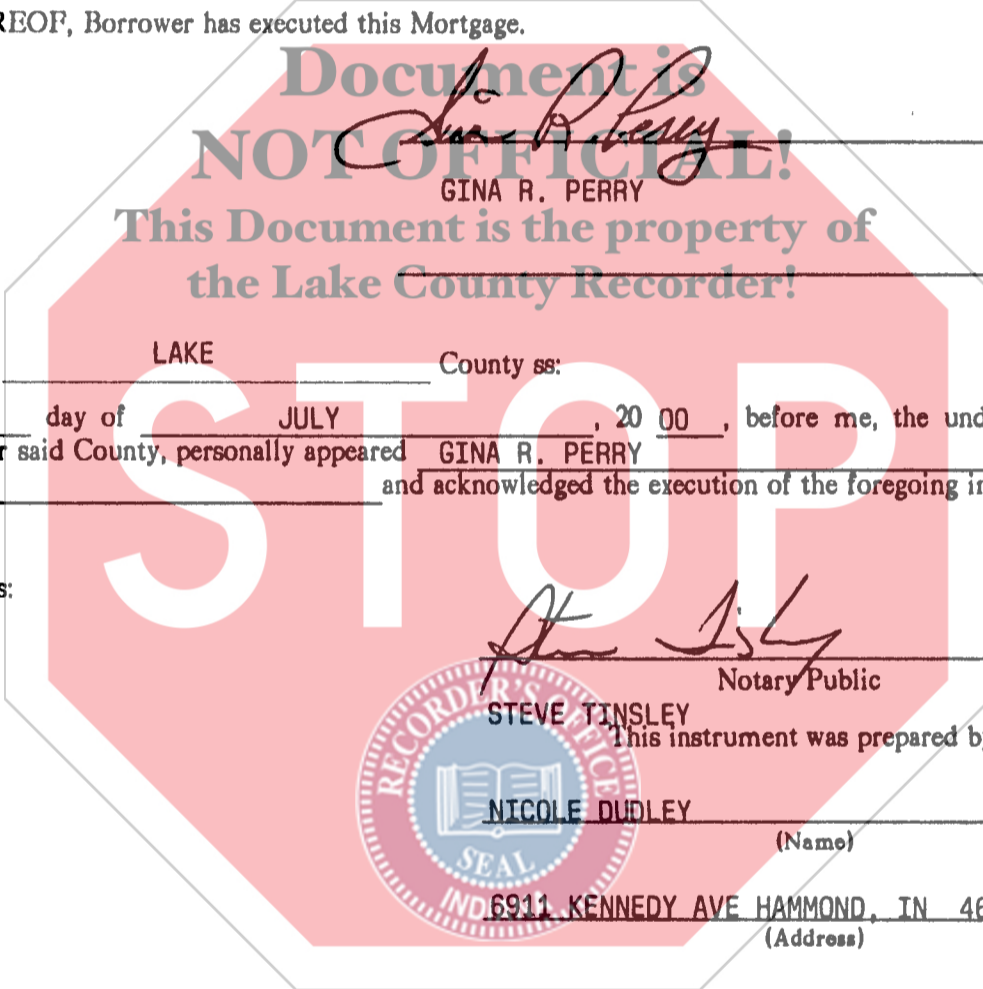 REOF, Borrower has executed this Mortgage.
Document is
NOT OFFICIAL!
GINA R. PERRY
This Document is the property of
the Lake County Recorder!
LAKE County ss:
day of JULY , 20 00 , before me, the und
r said County, personally appeared GINA R. PERRY
and acknowledged the execution of the foregoing in
STOP
s:
Notary Public
STEVE TINSLEY
This instrument was prepared b
RECORDER'S OFFICE
NICOLE DUDLEY
(Name)
SEAL
INDIANA
6911 KENNEDY AVE HAMMOND, IN 46
(Address)